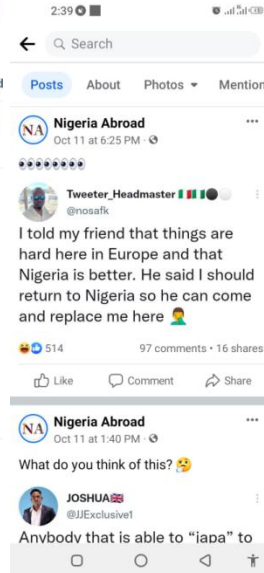 2:39
Search
Posts About Photos Mention
NA Nigeria Abroad
Oct 11 at 6:25 PM
Tweeter_Headmaster
@nosafk
I told my friend that things are
hard here in Europe and that
Nigeria is better. He said I should
return to Nigeria so he can come
and replace me here 🤦‍♂️
514 97 comments • 16 shares
Like Comment Share
NA Nigeria Abroad
Oct 11 at 1:40 PM
What do you think of this? 🤔
JOSHUA🇬🇧
@JJExclusive1
Anybody that is able to “japa” to